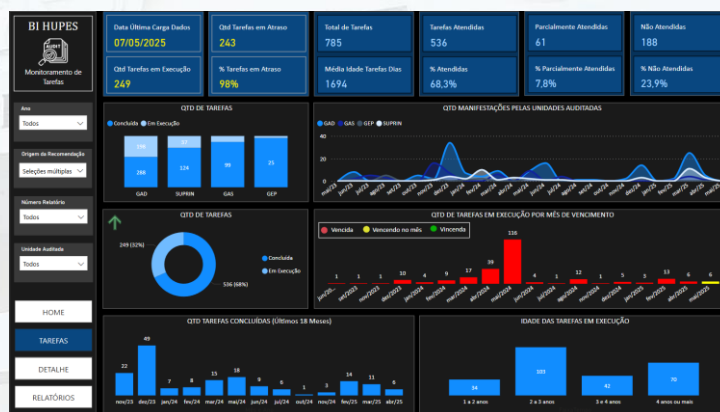 BI HUPES
AUDIT
Monitoramento de
Tarefas
Data Última Carga Dados
07/05/2025
Qtd Tarefas em Atraso
243
Total de Tarefas
785
Tarefas Atendidas
536
Parcialmente Atendidas
61
Não Atendidas
188
Qtd Tarefas em Execução
249
% Tarefas em Atraso
98%
Média Idade Tarefas Dias
1694
% Atendidas
68,3%
% Parcialmente Atendidas
7,8%
% Não Atendidas
23,9%
Ano
Todos
Origem da Recomendação
Seleções múltiplas
Número Relatório
Todos
Unidade Auditada
Todos
HOME
TAREFAS
DETALHE
RELATÓRIOS
QTD DE TAREFAS
Concluída Em Execução
288 124 99 25
GAD SUPRIN GAS GEP
QTD MANIFESTAÇÕES PELAS UNIDADES AUDITADAS
GAD GAS GEP SUPRIN
40
20
0
QTD DE TAREFAS
249 (32%)
536 (68%)
Concluída
Em Execução
QTD DE TAREFAS EM EXECUÇÃO POR MÊS DE VENCIMENTO
Vencida Vencendo no mês Vincenda
1 1 1 10 4 9 17 39 116 4 1 12 1 5 3 13 6 6
QTD TAREFAS CONCLUÍDAS (Últimos 18 Meses)
22 49 7 8 15 18 9 6 1 3 14 11 6
nov/23 dez/23 jan/24 fev/24 mar/24 mai/24 jun/24 jul/24 out/24 nov/24 fev/25 mar/25 abr/25
IDADE DAS TAREFAS EM EXECUÇÃO
34 103 42 70
1 a 2 anos 2 a 3 anos 3 e 4 anos 4 anos ou mais